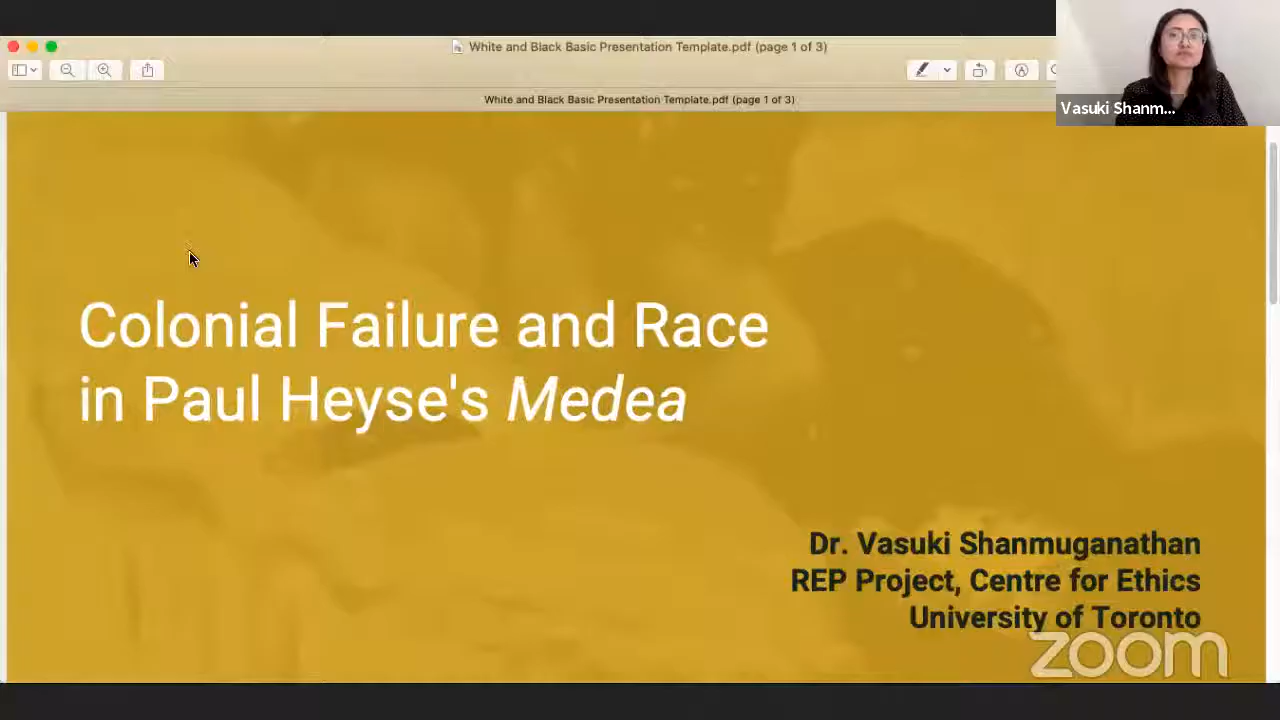 White and Black Basic Presentation Template.pdf (page 1 of 3)
White and Black Basic Presentation Template.pdf (page 1 of 3)
Vasuki Shanm...
Colonial Failure and Race
in Paul Heyse's Medea
Dr. Vasuki Shanmuganathan
REP Project, Centre for Ethics
University of Toronto
zoom